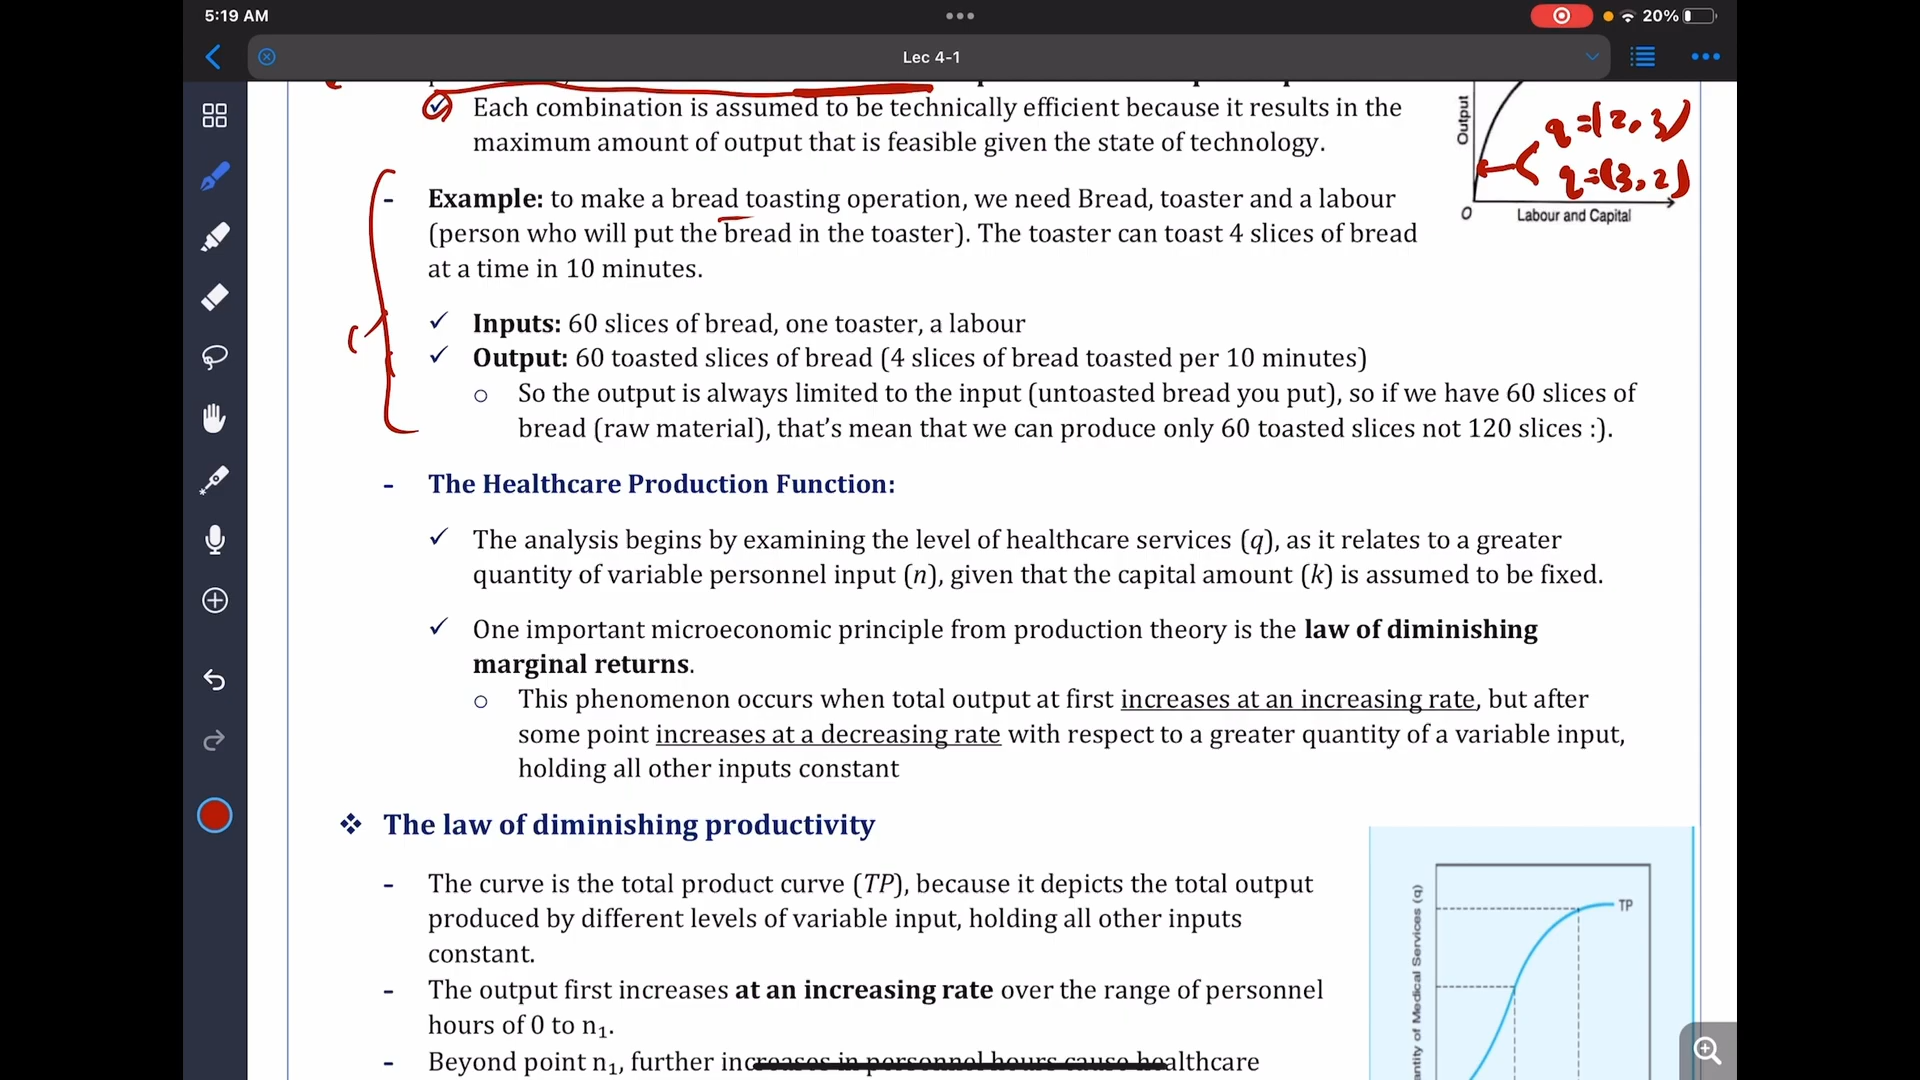 5:19 AM
20%
Lec 4-1
Each combination is assumed to be technically efficient because it results in the
maximum amount of output that is feasible given the state of technology.
Output
q=(2,3)
q=(3,2)
O
Labour and Capital
- Example: to make a bread toasting operation, we need Bread, toaster and a labour
(person who will put the bread in the toaster). The toaster can toast 4 slices of bread
at a time in 10 minutes.
✓ Inputs: 60 slices of bread, one toaster, a labour
✓ Output: 60 toasted slices of bread (4 slices of bread toasted per 10 minutes)
o So the output is always limited to the input (untoasted bread you put), so if we have 60 slices of
bread (raw material), that’s mean that we can produce only 60 toasted slices not 120 slices :).
- The Healthcare Production Function:
✓ The analysis begins by examining the level of healthcare services (q), as it relates to a greater
quantity of variable personnel input (n), given that the capital amount (k) is assumed to be fixed.
✓ One important microeconomic principle from production theory is the law of diminishing
marginal returns.
o This phenomenon occurs when total output at first increases at an increasing rate, but after
some point increases at a decreasing rate with respect to a greater quantity of a variable input,
holding all other inputs constant
❖ The law of diminishing productivity
- The curve is the total product curve (TP), because it depicts the total output
produced by different levels of variable input, holding all other inputs
constant.
- The output first increases at an increasing rate over the range of personnel
hours of 0 to n₁.
- Beyond point n₁, further increases in personnel hours cause healthcare
antity of Medical Services (q)
TP